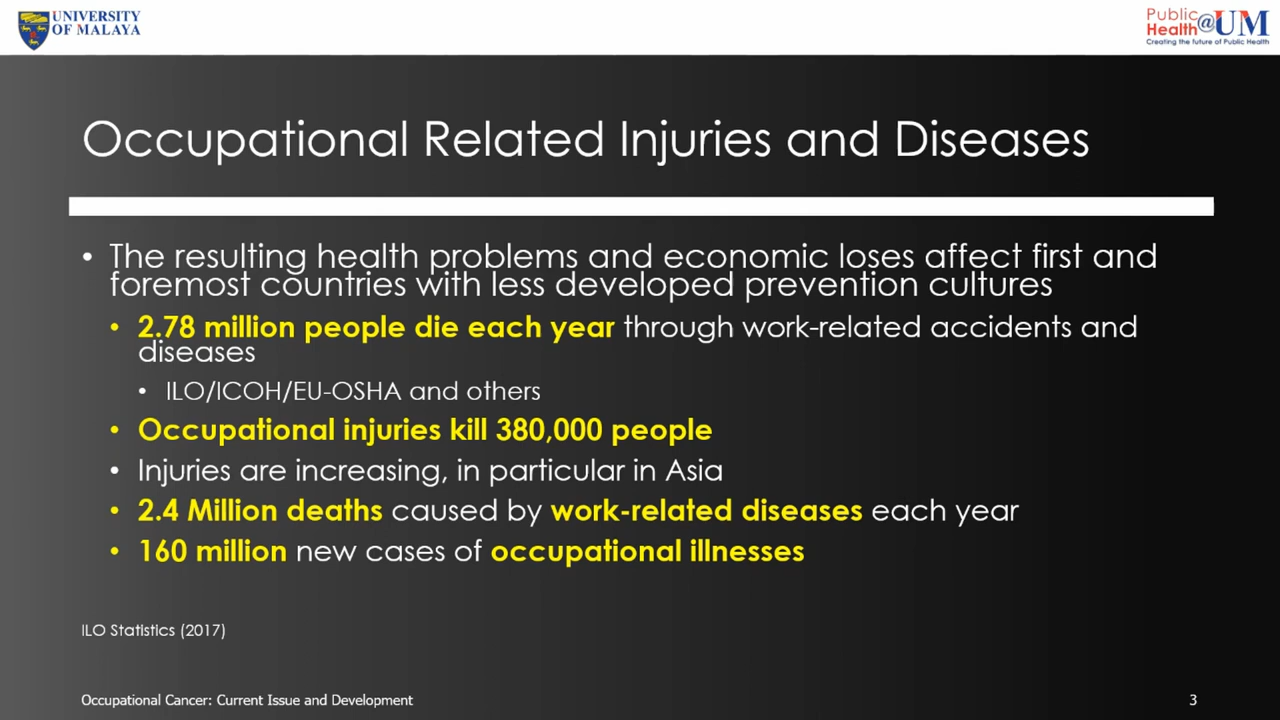 UNIVERSITY
OF MALAYA
Public
Health@UM
Creating the future of Public Health
Occupational Related Injuries and Diseases
• The resulting health problems and economic loses affect first and
foremost countries with less developed prevention cultures
• 2.78 million people die each year through work-related accidents and
diseases
• ILO/ICOH/EU-OSHA and others
• Occupational injuries kill 380,000 people
• Injuries are increasing, in particular in Asia
• 2.4 Million deaths caused by work-related diseases each year
• 160 million new cases of occupational illnesses
ILO Statistics (2017)
Occupational Cancer: Current Issue and Development
3